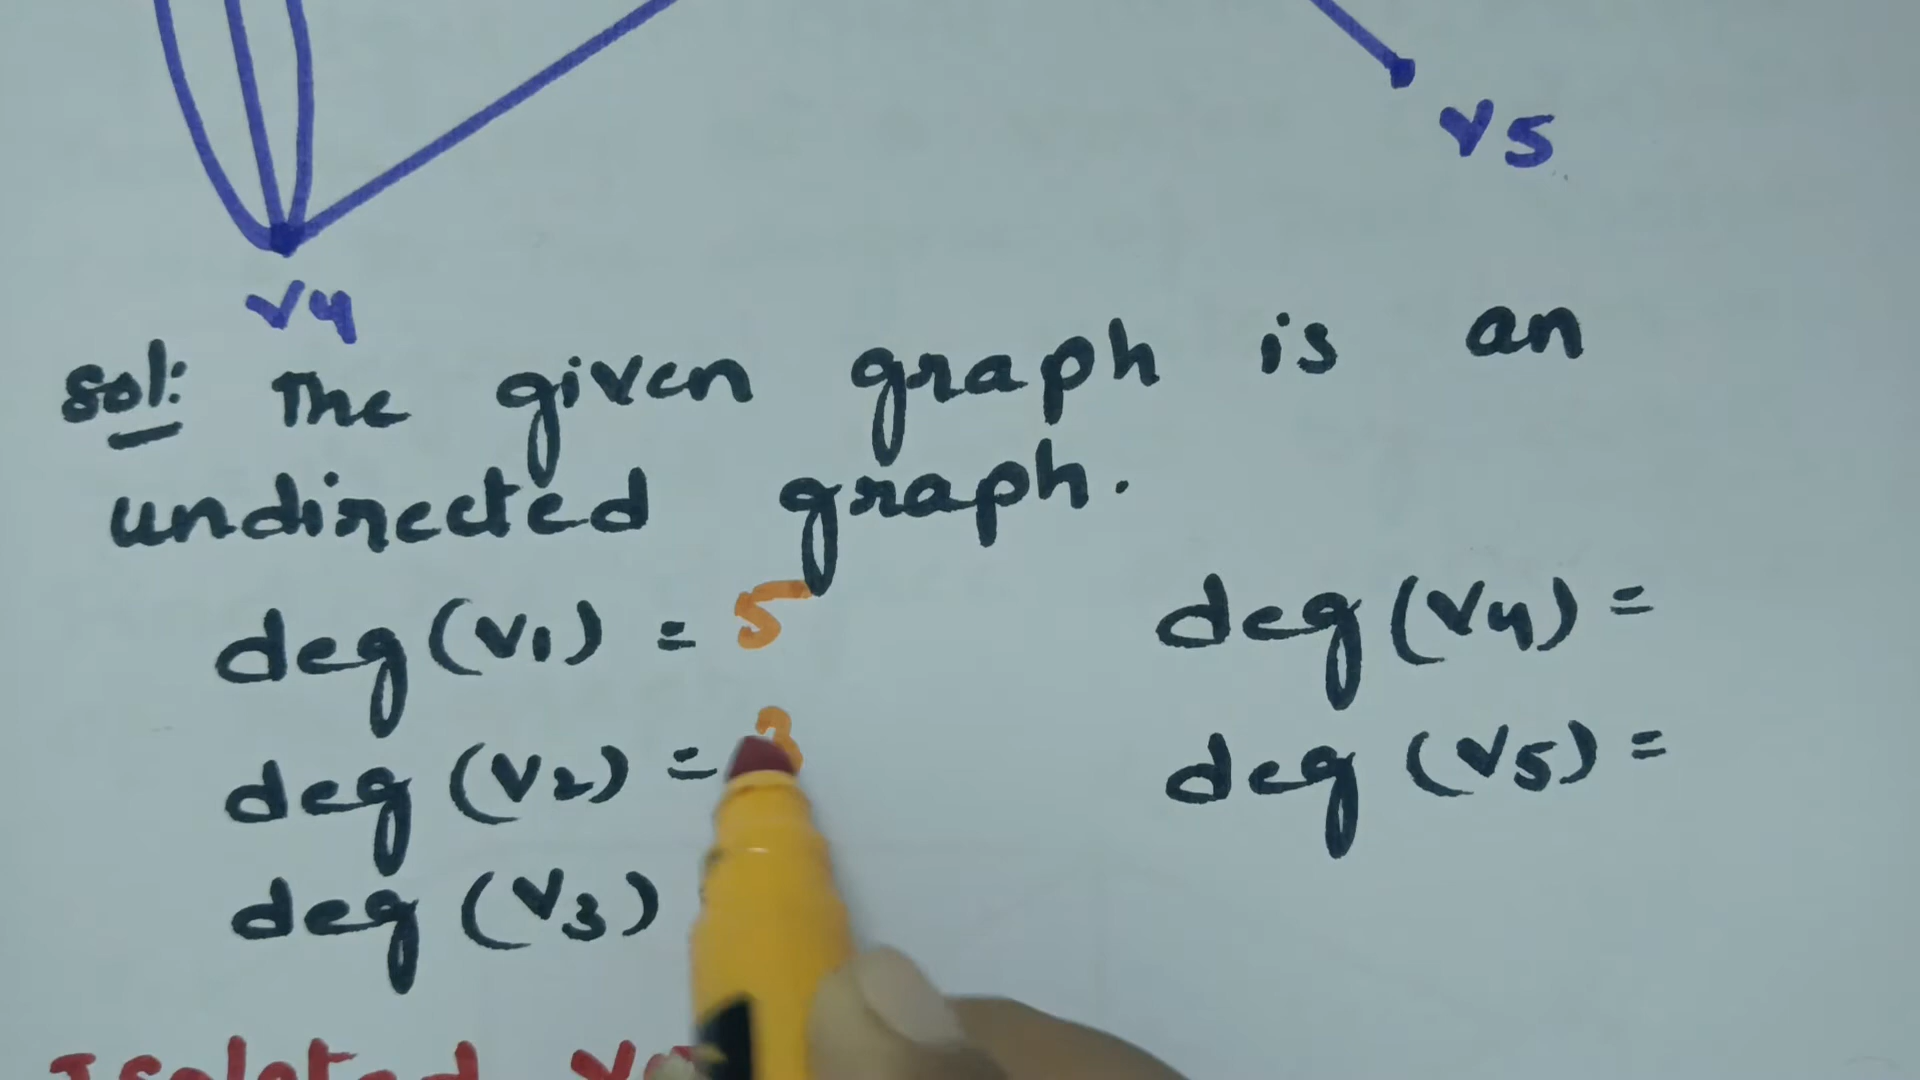 v5
v4
Sol: The given graph is an
undirected graph.
deg(v1) = 5
deg(v4) =
deg(v2) = 3
deg(v5) =
deg(v3)
Isolated